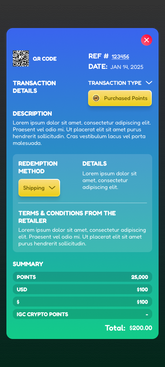 QR CODE
REF # 123456
DATE: JAN 14, 2025
TRANSACTION DETAILS
TRANSACTION TYPE
Purchased Points
DESCRIPTION
Lorem ipsum dolor sit amet, consectetur adipiscing elit.
Praesent vel odio mi. Ut placerat elit sit amet purus
hendrerit sollicitudin. Cras vestibulum lacus vel porta
malesuada.
REDEMPTION METHOD
Shipping
DETAILS
Lorem ipsum dolor
sit amet, consectetur
adipiscing elit.
TERMS & CONDITIONS FROM THE
RETAILER
Lorem ipsum dolor sit amet, consectetur adipiscing
elit. Praesent vel odio mi. Ut placerat elit sit amet
purus hendrerit sollicitudin.
SUMMARY
POINTS 25,000
USD $100
$ $100
IGC CRYPTO POINTS -
Total: $200.00